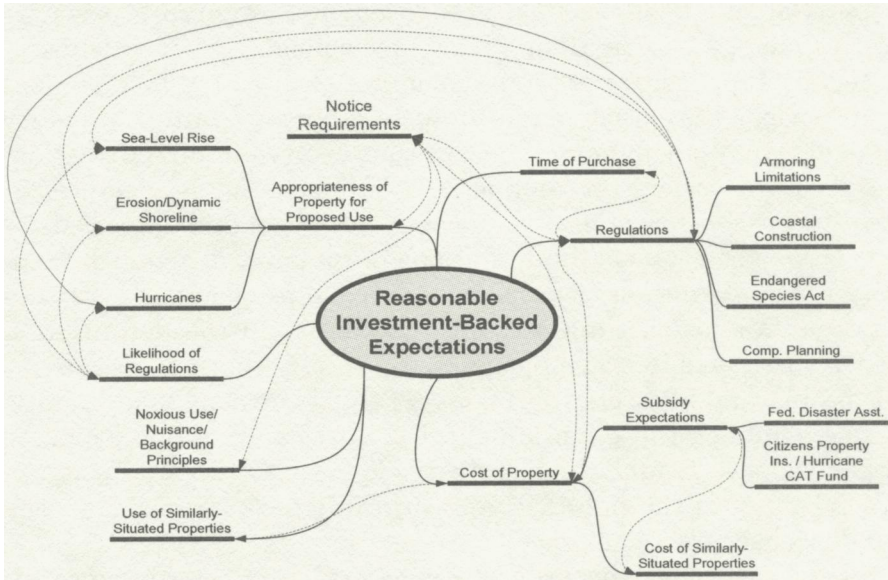 Notice
Requirements
Sea-Level Rise
Time of Purchase
Armoring
Limitations
Appropriateness of
Property for
Proposed Use
Erosion/Dynamic
Shoreline
Regulations
Coastal
Construction
Hurricanes
Reasonable
Investment-Backed
Expectations
Endangered
Species Act
Likelihood of
Regulations
Comp. Planning
Noxious Use/
Nuisance/
Background
Principles
Subsidy
Expectations
Fed. Disaster Asst.
Citizens Property
Ins. / Hurricane
CAT Fund
Cost of Property
Use of Similarly-
Situated Properties
Cost of Similarly-
Situated Properties